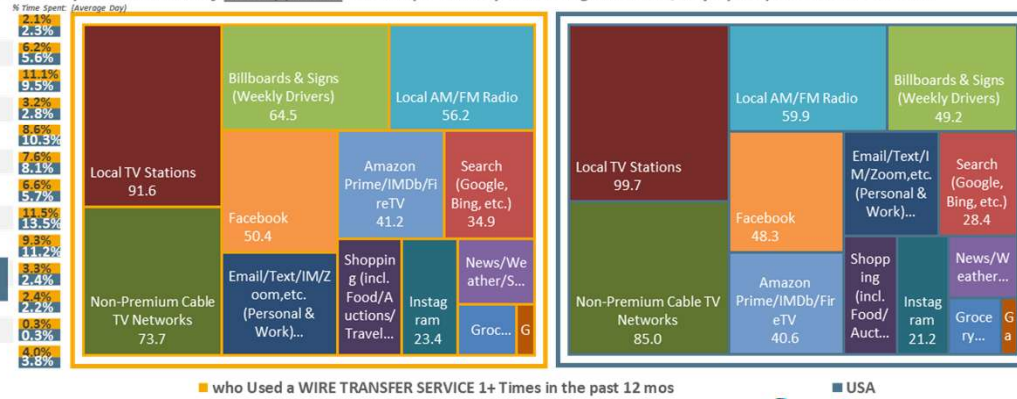 % Time Spent: (Average Day)
2.1%
2.3%
6.2%
5.6%
11.1%
9.5%
3.2%
2.8%
8.6%
10.3%
7.6%
8.1%
6.6%
5.7%
11.5%
13.5%
9.3%
11.2%
3.3%
2.4%
2.4%
2.2%
0.3%
0.3%
4.0%
3.8%
Local TV Stations
91.6
Non-Premium Cable
TV Networks
73.7
Billboards & Signs
(Weekly Drivers)
64.5
Local AM/FM Radio
56.2
Facebook
50.4
Amazon
Prime/IMDb/Fi
reTV
41.2
Search
(Google,
Bing, etc.)
34.9
Email/Text/IM/Z
oom,etc.
(Personal &
Work)...
Shoppin
g (incl.
Food/A
uctions/
Travel...
Instag
ram
23.4
News/We
ather/S...
Groc...
G
Local TV Stations
99.7
Non-Premium Cable TV
Networks
85.0
Local AM/FM Radio
59.9
Billboards & Signs
(Weekly Drivers)
49.2
Facebook
48.3
Email/Text/I
M/Zoom,etc.
(Personal &
Work)...
Search
(Google,
Bing, etc.)
28.4
Amazon
Prime/IMDb/Fir
eTV
40.6
Shopp
ing
(incl.
Food/
Auct...
Instag
ram
21.2
News/W
eather...
Groce
ry...
G
a
who Used a WIRE TRANSFER SERVICE 1+ Times in the past 12 mos
USA